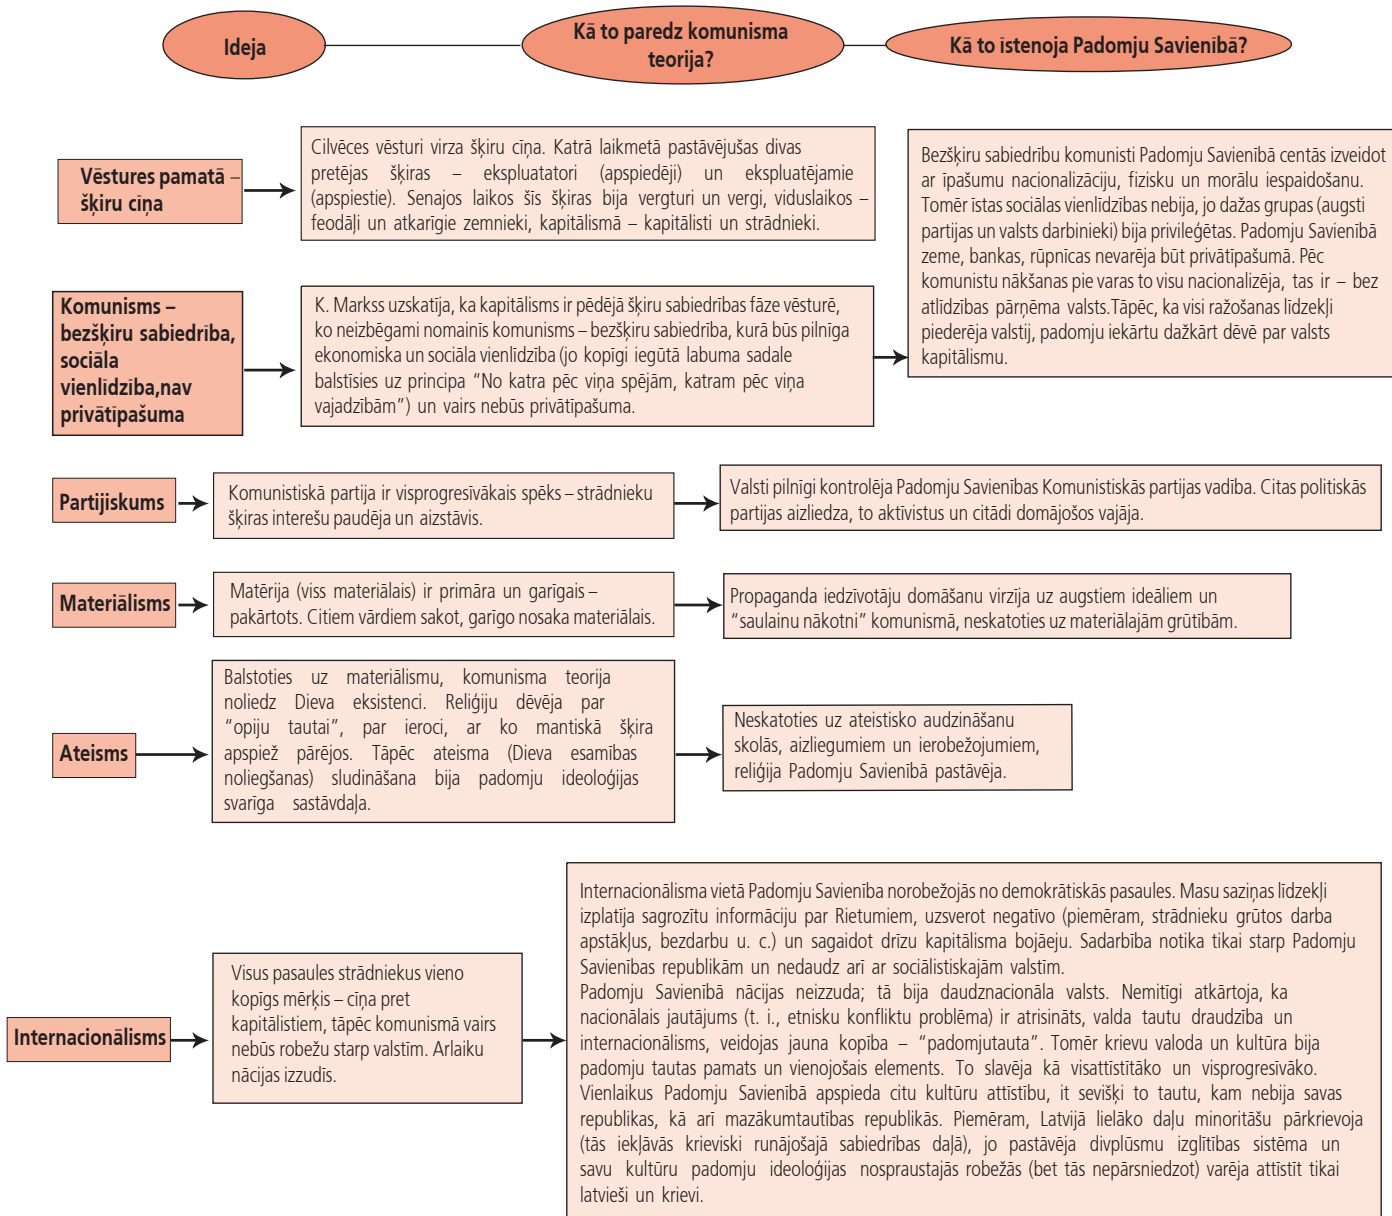 Ideja
Kā to paredz komunisma
teorija?
Kā to īstenoja Padomju Savienībā?
Vēstures pamatā –
šķiru cīņa
Cilvēces vēsturi virza šķiru cīņa. Katrā laikmetā pastāvējušas divas
pretējas šķiras – ekspluatatori (apspiedēji) un ekspluatējamie
(apspiestie). Senajos laikos šīs šķiras bija vergturi un vergi, viduslaikos –
feodāļi un atkarīgie zemnieki, kapitālismā – kapitālisti un strādnieki.
Bezšķiru sabiedrību komunisti Padomju Savienībā centās izveidot
ar īpašumu nacionalizāciju, fizisku un morālu iespaidošanu.
Tomēr īstas sociālas vienlīdzības nebija, jo dažas grupas (augsti
partijas un valsts darbinieki) bija privileģētas. Padomju Savienībā
zeme, bankas, rūpnīcas nevarēja būt privātīpašumā. Pēc
komunistu nākšanas pie varas to visu nacionalizēja, tas ir – bez
atlīdzības pārņēma valsts.Tāpēc, ka visi ražošanas līdzekļi
piederēja valstij, padomju iekārtu dažkārt dēvē par valsts
kapitālismu.
Komunisms –
bezšķiru sabiedrība,
sociāla
vienlīdzība,nav
privātīpašuma
K. Markss uzskatīja, ka kapitālisms ir pēdējā šķiru sabiedrības fāze vēsturē,
ko neizbēgami nomainīs komunisms – bezšķiru sabiedrība, kurā būs pilnīga
ekonomiska un sociāla vienlīdzība (jo kopīgi iegūtā labuma sadale
balstīsies uz principa “No katra pēc viņa spējām, katram pēc viņa
vajadzībām”) un vairs nebūs privātīpašuma.
Partijiskums
Komunistiskā partija ir visprogresīvākais spēks – strādnieku
šķiras interešu paudēja un aizstāvis.
Valsti pilnīgi kontrolēja Padomju Savienības Komunistiskās partijas vadība. Citas politiskās
partijas aizliedza, to aktīvistus un citādi domājošos vajāja.
Materiālisms
Matērija (viss materiālais) ir primāra un garīgais –
pakārtots. Citiem vārdiem sakot, garīgo nosaka materiālais.
Propaganda iedzīvotāju domāšanu virzīja uz augstiem ideāliem un
“saulainu nākotni” komunismā, neskatoties uz materiālajām grūtībām.
Ateisms
Balstoties uz materiālismu, komunisma teorija
noliedz Dieva eksistenci. Reliģiju dēvēja par
“opiju tautai”, par ieroci, ar ko mantiskā šķira
apspiež pārējos. Tāpēc ateisma (Dieva esamības
noliegšanas) sludināšana bija padomju ideoloģijas
svarīga sastāvdaļa.
Neskatoties uz ateistisko audzināšanu
skolās, aizliegumiem un ierobežojumiem,
reliģija Padomju Savienībā pastāvēja.
Internacionālisms
Visus pasaules strādniekus vieno
kopīgs mērķis – cīņa pret
kapitālistiem, tāpēc komunismā vairs
nebūs robežu starp valstīm. Arlaiku
nācijas izzudīs.
Internacionālisma vietā Padomju Savienība norobežojās no demokrātiskās pasaules. Masu saziņas līdzekļi
izplatīja sagrozītu informāciju par Rietumiem, uzsverot negatīvo (piemēram, strādnieku grūtos darba
apstākļus, bezdarbu u. c.) un sagaidot drīzu kapitālisma bojāeju. Sadarbība notika tikai starp Padomju
Savienības republikām un nedaudz arī ar sociālistiskajām valstīm.
Padomju Savienībā nācijas neizzuda; tā bija daudznacionāla valsts. Nemitīgi atkārtoja, ka
nacionālais jautājums (t. i., etnisku konfliktu problēma) ir atrisināts, valda tautu draudzība un
internacionālisms, veidojas jauna kopība – “padomjutauta”. Tomēr krievu valoda un kultūra bija
padomju tautas pamats un vienojošais elements. To slavēja kā visattīstītāko un visprogresīvāko.
Vienlaikus Padomju Savienībā apspieda citu kultūru attīstību, it sevišķi to tautu, kam nebija savas
republikas, kā arī mazākumtautības republikās. Piemēram, Latvijā lielāko daļu minoritāšu pārkrievoja
(tās iekļāvās krieviski runājošajā sabiedrības daļā), jo pastāvēja divplūsmu izglītības sistēma un
savu kultūru padomju ideoloģijas nospraustajās robežās (bet tās nepārsniedzot) varēja attīstīt tikai
latvieši un krievi.